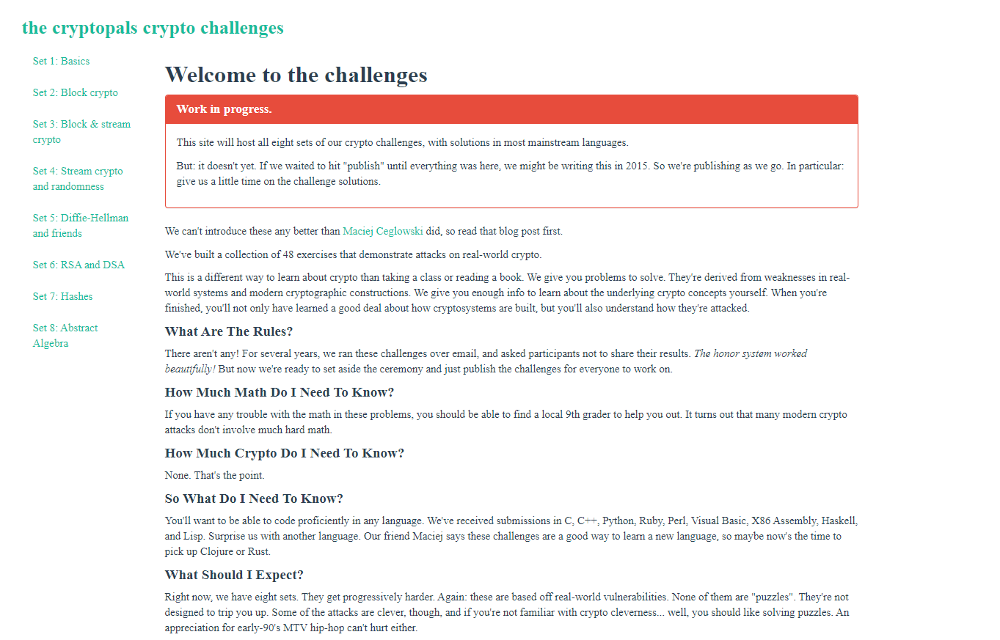 the cryptopals crypto challenges
Set 1: Basics
Set 2: Block crypto
Set 3: Block & stream
crypto
Set 4: Stream crypto
and randomness
Set 5: Diffie-Hellman
and friends
Set 6: RSA and DSA
Set 7: Hashes
Set 8: Abstract
Algebra
Welcome to the challenges
Work in progress.
This site will host all eight sets of our crypto challenges, with solutions in most mainstream languages.
But: it doesn't yet. If we waited to hit "publish" until everything was here, we might be writing this in 2015. So we're publishing as we go. In particular:
give us a little time on the challenge solutions.
We can't introduce these any better than Maciej Ceglowski did, so read that blog post first.
We've built a collection of 48 exercises that demonstrate attacks on real-world crypto.
This is a different way to learn about crypto than taking a class or reading a book. We give you problems to solve. They're derived from weaknesses in real-
world systems and modern cryptographic constructions. We give you enough info to learn about the underlying crypto concepts yourself. When you're
finished, you'll not only have learned a good deal about how cryptosystems are built, but you'll also understand how they're attacked.
What Are The Rules?
There aren't any! For several years, we ran these challenges over email, and asked participants not to share their results. The honor system worked
beautifully! But now we're ready to set aside the ceremony and just publish the challenges for everyone to work on.
How Much Math Do I Need To Know?
If you have any trouble with the math in these problems, you should be able to find a local 9th grader to help you out. It turns out that many modern crypto
attacks don't involve much hard math.
How Much Crypto Do I Need To Know?
None. That's the point.
So What Do I Need To Know?
You'll want to be able to code proficiently in any language. We've received submissions in C, C++, Python, Ruby, Perl, Visual Basic, X86 Assembly, Haskell,
and Lisp. Surprise us with another language. Our friend Maciej says these challenges are a good way to learn a new language, so maybe now's the time to
pick up Clojure or Rust.
What Should I Expect?
Right now, we have eight sets. They get progressively harder. Again: these are based off real-world vulnerabilities. None of them are "puzzles". They're not
designed to trip you up. Some of the attacks are clever, though, and if you're not familiar with crypto cleverness... well, you should like solving puzzles. An
appreciation for early-90's MTV hip-hop can't hurt either.